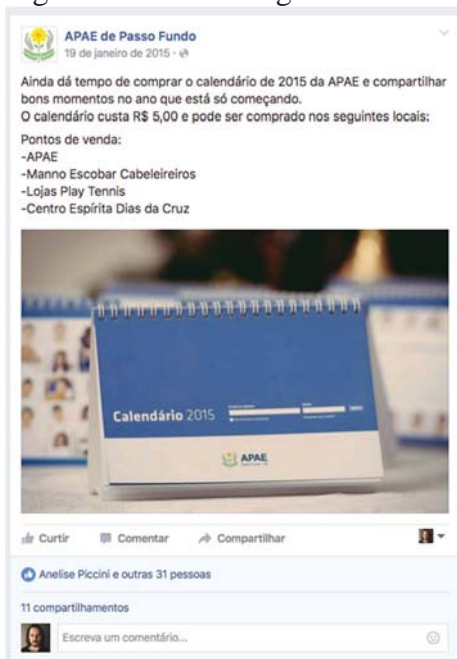 APAE de Passo Fundo
19 de janeiro de 2015 ·
Ainda dá tempo de comprar o calendário de 2015 da APAE e compartilhar
bons momentos no ano que está só começando.
O calendário custa R$ 5,00 e pode ser comprado nos seguintes locais:
Pontos de venda:
-APAE
-Manno Escobar Cabeleireiros
-Lojas Play Tennis
-Centro Espírita Dias da Cruz
Calendário 2015
APAE
Curtir Comentar Compartilhar
Anelise Piccini e outras 31 pessoas
11 compartilhamentos
Escreva um comentário...